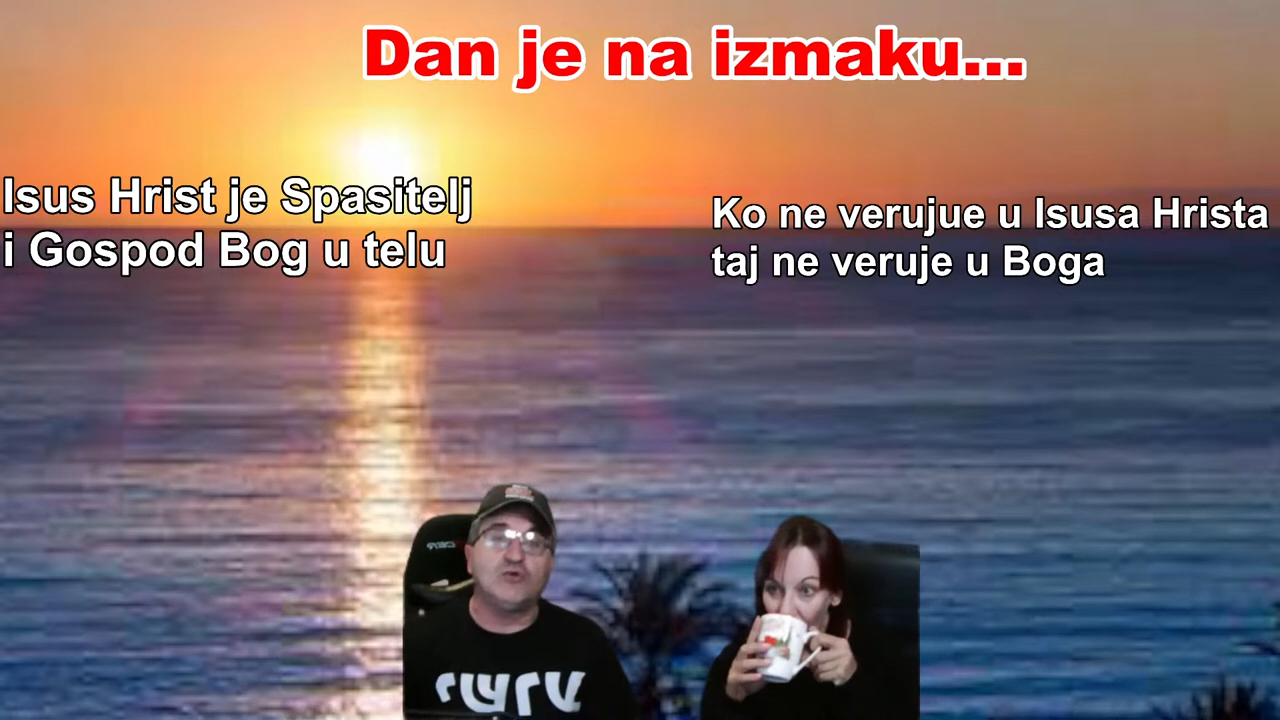 Dan je na izmaku...
Isus Hrist je Spasitelj
i Gospod Bog u telu
Ko ne verujue u Isusa Hrista
taj ne veruje u Boga